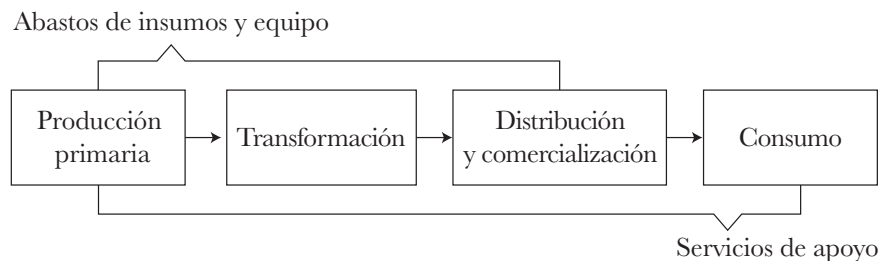 Abastos de insumos y equipo
Producción
primaria
Transformación
Distribución
y comercialización
Consumo
Servicios de apoyo